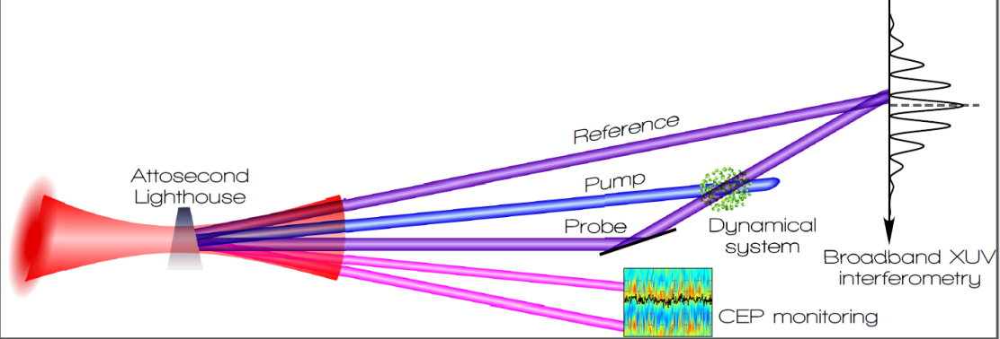 Reference
Attosecond
Lighthouse
Pump
Probe
Dynamical
system
Broadband XUV
interferometry
CEP monitoring